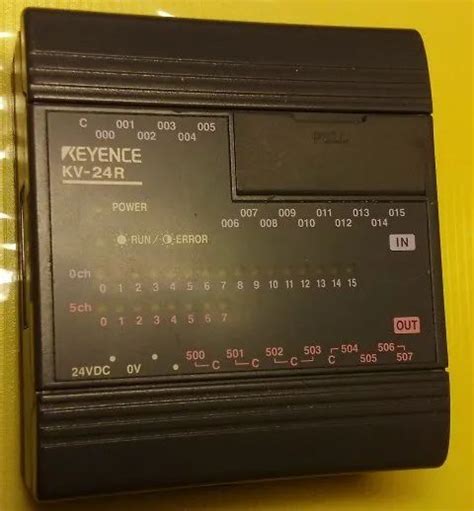 C 001 003 005
000 002 004
KEYENCE
KV-24R
007 009 011 013 015
006 008 010 012 014
POWER
RUN / ERROR
IN
0ch
0 1 2 3 4 5 6 7 8 9 10 11 12 13 14 15
5ch
0 1 2 3 4 5 6 7
OUT
24VDC 0V
500 501 502 503 504 506
C C C C 505 507